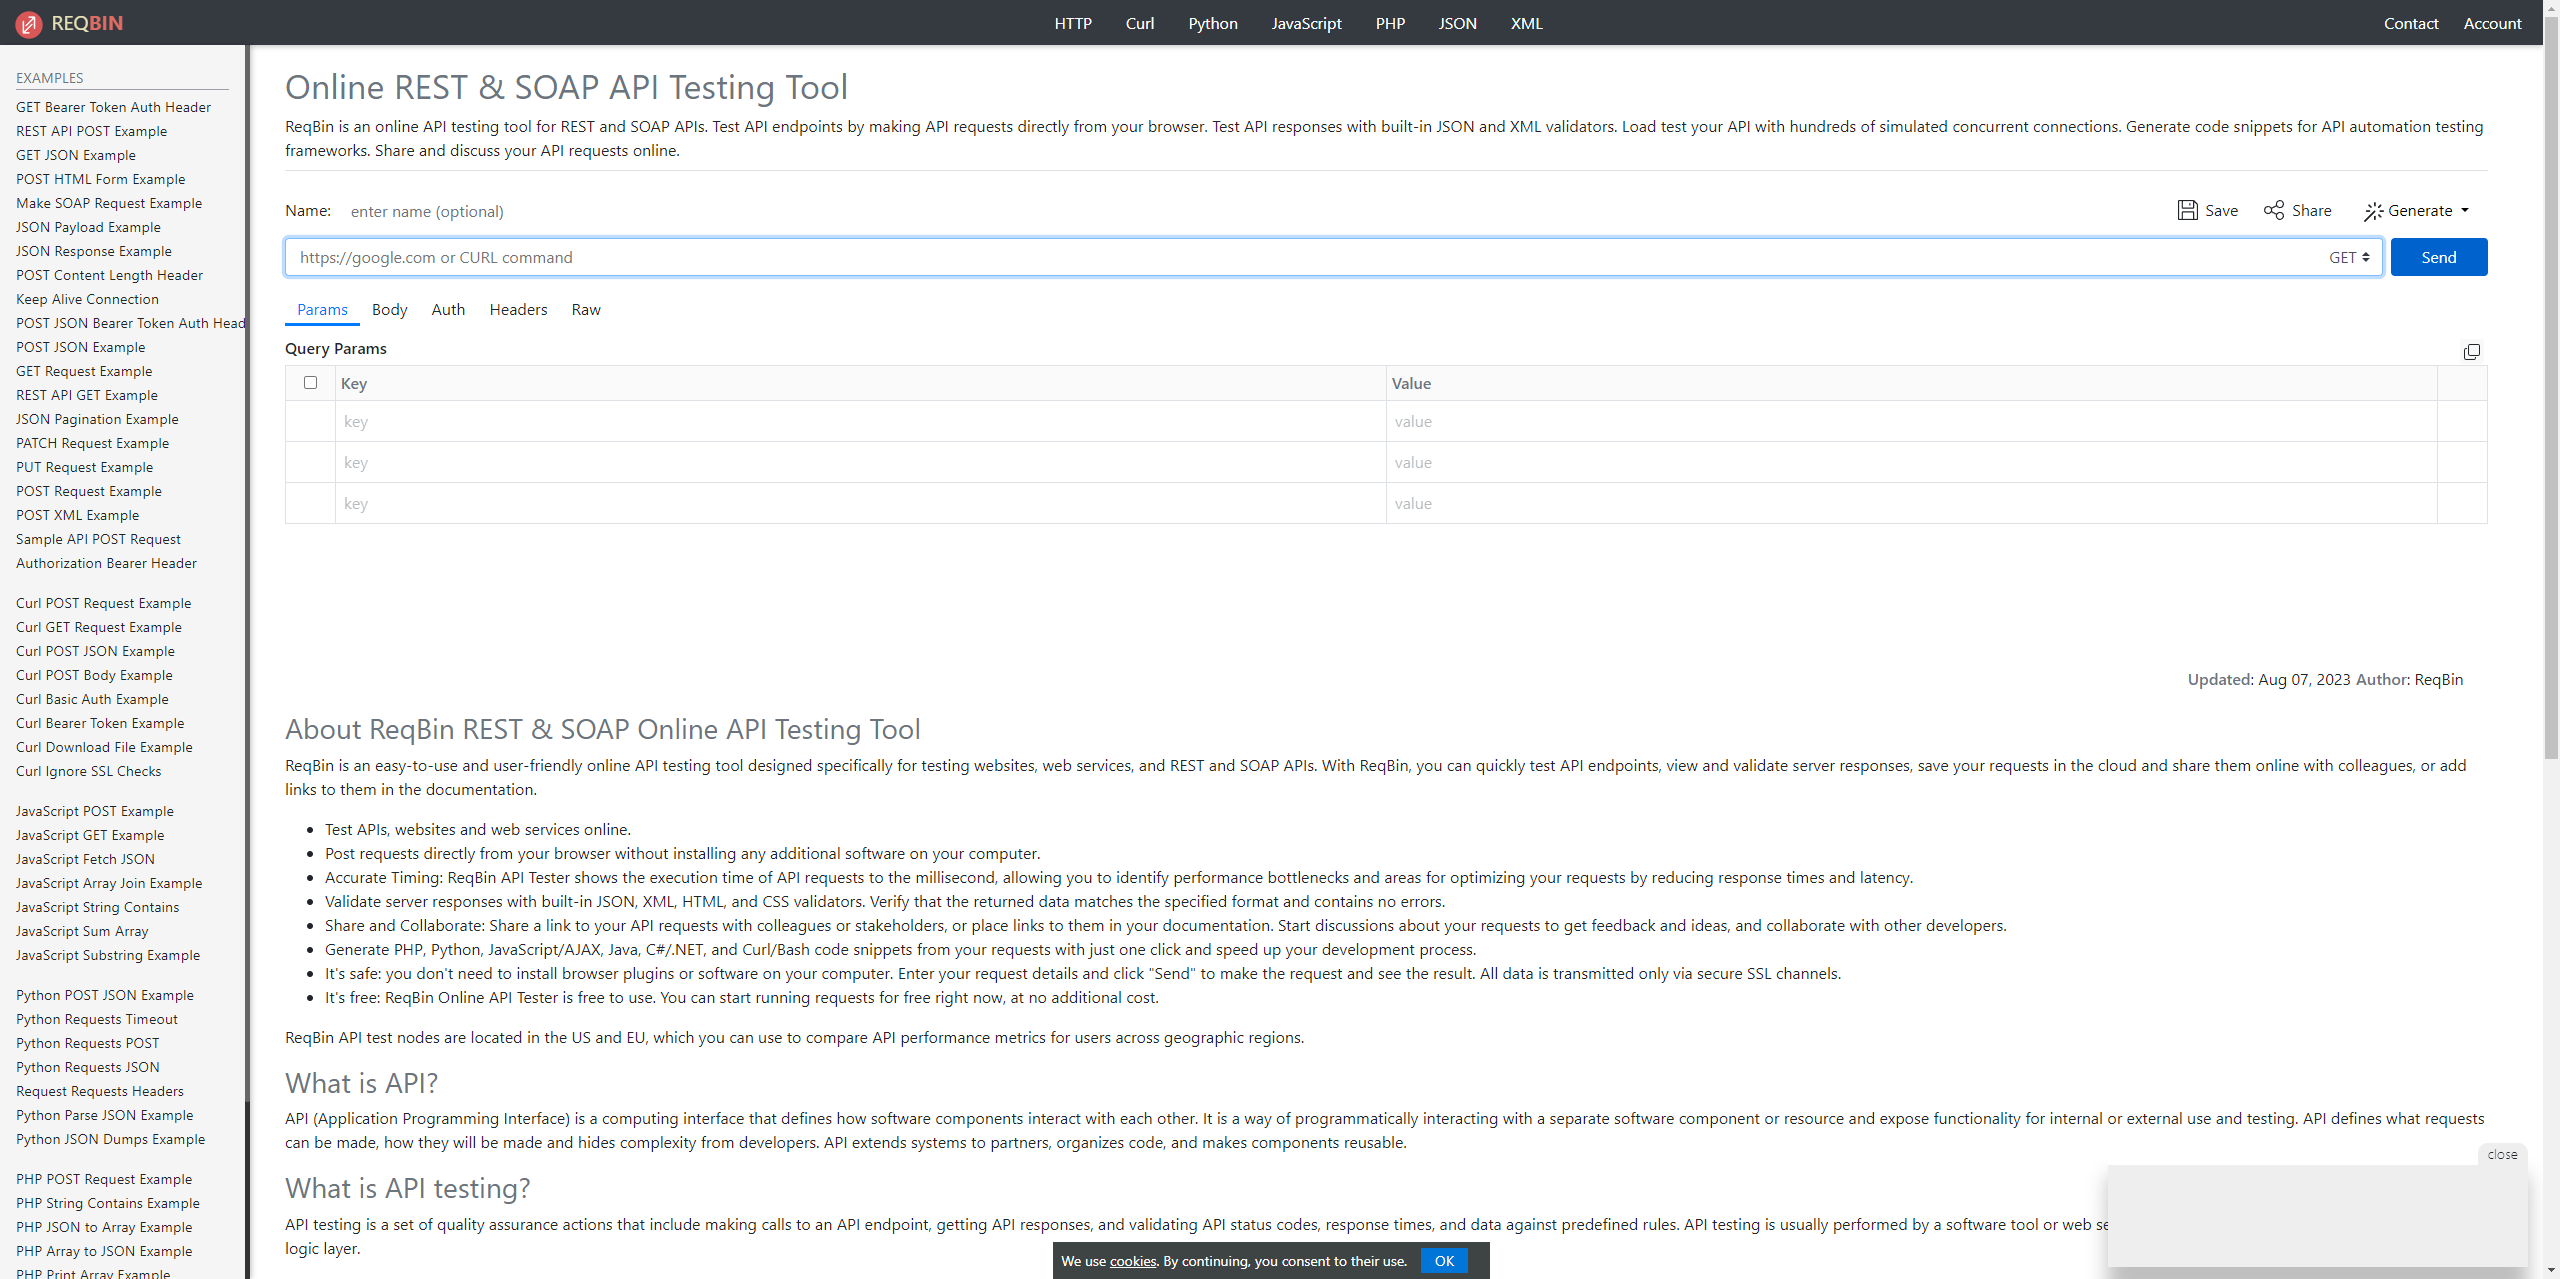 REQBIN
HTTP Curl Python JavaScript PHP JSON XML
Contact Account
EXAMPLES
GET Bearer Token Auth Header
REST API POST Example
GET JSON Example
POST HTML Form Example
Make SOAP Request Example
JSON Payload Example
JSON Response Example
POST Content Length Header
Keep Alive Connection
POST JSON Bearer Token Auth Head
POST JSON Example
GET Request Example
REST API GET Example
JSON Pagination Example
PATCH Request Example
PUT Request Example
POST Request Example
POST XML Example
Sample API POST Request
Authorization Bearer Header
Curl POST Request Example
Curl GET Request Example
Curl POST JSON Example
Curl POST Body Example
Curl Basic Auth Example
Curl Bearer Token Example
Curl Download File Example
Curl Ignore SSL Checks
JavaScript POST Example
JavaScript GET Example
JavaScript Fetch JSON
JavaScript Array Join Example
JavaScript String Contains
JavaScript Sum Array
JavaScript Substring Example
Python POST JSON Example
Python Requests Timeout
Python Requests POST
Python Requests JSON
Request Requests Headers
Python Parse JSON Example
Python JSON Dumps Example
PHP POST Request Example
PHP String Contains Example
PHP JSON to Array Example
PHP Array to JSON Example
PHP Print Array Example
Online REST & SOAP API Testing Tool
ReqBin is an online API testing tool for REST and SOAP APIs. Test API endpoints by making API requests directly from your browser. Test API responses with built-in JSON and XML validators. Load test your API with hundreds of simulated concurrent connections. Generate code snippets for API automation testing
frameworks. Share and discuss your API requests online.
Name: enter name (optional)
Save Share Generate
https://google.com or CURL command GET Send
Params Body Auth Headers Raw
Query Params
Key Value
key value
key value
key value
Updated: Aug 07, 2023 Author: ReqBin
About ReqBin REST & SOAP Online API Testing Tool
ReqBin is an easy-to-use and user-friendly online API testing tool designed specifically for testing websites, web services, and REST and SOAP APIs. With ReqBin, you can quickly test API endpoints, view and validate server responses, save your requests in the cloud and share them online with colleagues, or add
links to them in the documentation.
• Test APIs, websites and web services online.
• Post requests directly from your browser without installing any additional software on your computer.
• Accurate Timing: ReqBin API Tester shows the execution time of API requests to the millisecond, allowing you to identify performance bottlenecks and areas for optimizing your requests by reducing response times and latency.
• Validate server responses with built-in JSON, XML, HTML, and CSS validators. Verify that the returned data matches the specified format and contains no errors.
• Share and Collaborate: Share a link to your API requests with colleagues or stakeholders, or place links to them in your documentation. Start discussions about your requests to get feedback and ideas, and collaborate with other developers.
• Generate PHP, Python, JavaScript/AJAX, Java, C#/.NET, and Curl/Bash code snippets from your requests with just one click and speed up your development process.
• It's safe: you don't need to install browser plugins or software on your computer. Enter your request details and click "Send" to make the request and see the result. All data is transmitted only via secure SSL channels.
• It's free: ReqBin Online API Tester is free to use. You can start running requests for free right now, at no additional cost.
ReqBin API test nodes are located in the US and EU, which you can use to compare API performance metrics for users across geographic regions.
What is API?
API (Application Programming Interface) is a computing interface that defines how software components interact with each other. It is a way of programmatically interacting with a separate software component or resource and expose functionality for internal or external use and testing. API defines what requests
can be made, how they will be made and hides complexity from developers. API extends systems to partners, organizes code, and makes components reusable.
close
What is API testing?
API testing is a set of quality assurance actions that include making calls to an API endpoint, getting API responses, and validating API status codes, response times, and data against predefined rules. API testing is usually performed by a software tool or web se
logic layer.
We use cookies. By continuing, you consent to their use. OK